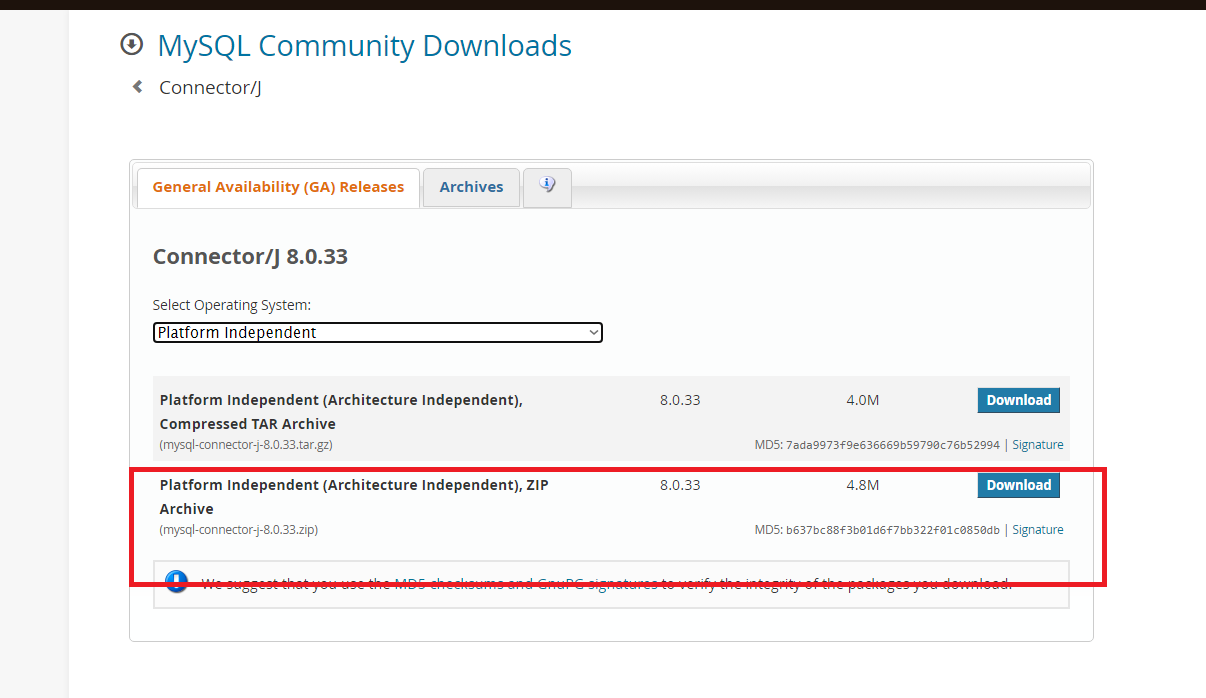 MySQL Community Downloads
Connector/J
General Availability (GA) Releases Archives
Connector/J 8.0.33
Select Operating System:
Platform Independent
Platform Independent (Architecture Independent), 8.0.33 4.0M Download
Compressed TAR Archive
(mysql-connector-j-8.0.33.tar.gz) MD5: 7ada9973f9e636669b59790c76b52994 | Signature
Platform Independent (Architecture Independent), ZIP 8.0.33 4.8M Download
Archive
(mysql-connector-j-8.0.33.zip) MD5: b637bc88f3b01d6f7bb322f01c0850db | Signature
We suggest that you use the MD5 checksums and GnuPG signatures to verify the integrity of the packages you download.